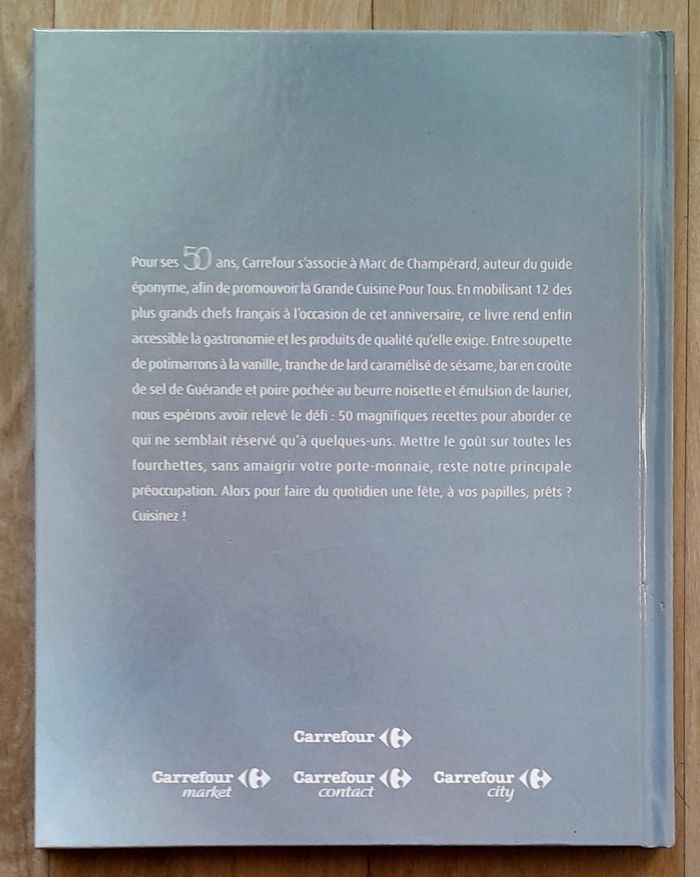 Pour ses 50 ans, Carrefour s'associe à Marc de Champérard, auteur du guide
éponyme, afin de promouvoir la Grande Cuisine Pour Tous. En mobilisant 12 des
plus grands chefs français à l'occasion de cet anniversaire, ce livre rend enfin
accessible la gastronomie et les produits de qualité qu'elle exige. Entre soupette
de potimarrons à la vanille, tranche de lard caramélisé de sésame, bar en croûte
de sel de Guérande et poire pochée au beurre noisette et émulsion de laurier,
nous espérons avoir relevé le défi : 50 magnifiques recettes pour aborder ce
qui ne semblait réservé qu'à quelques-uns. Mettre le goût sur toutes les
fourchettes, sans amaigrir votre porte-monnaie, reste notre principale
préoccupation. Alors pour faire du quotidien une fête, à vos papilles, prêts ?
Cuisinez !
Carrefour
Carrefour market
Carrefour contact
Carrefour city